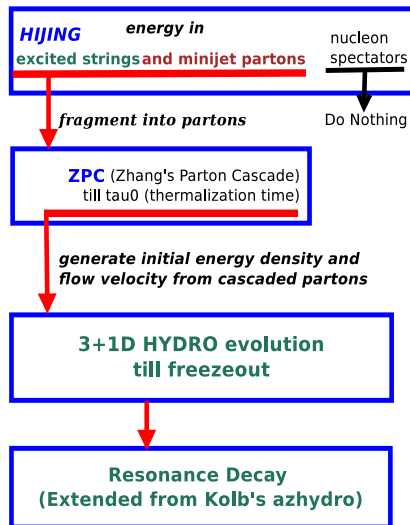 HIJING energy in
excited strings and minijet partons
nucleon
spectators
fragment into partons
Do Nothing
ZPC (Zhang's Parton Cascade)
till tau0 (thermalization time)
generate initial energy density and
flow velocity from cascaded partons
3+1D HYDRO evolution
till freezeout
Resonance Decay
(Extended from Kolb's azhydro)